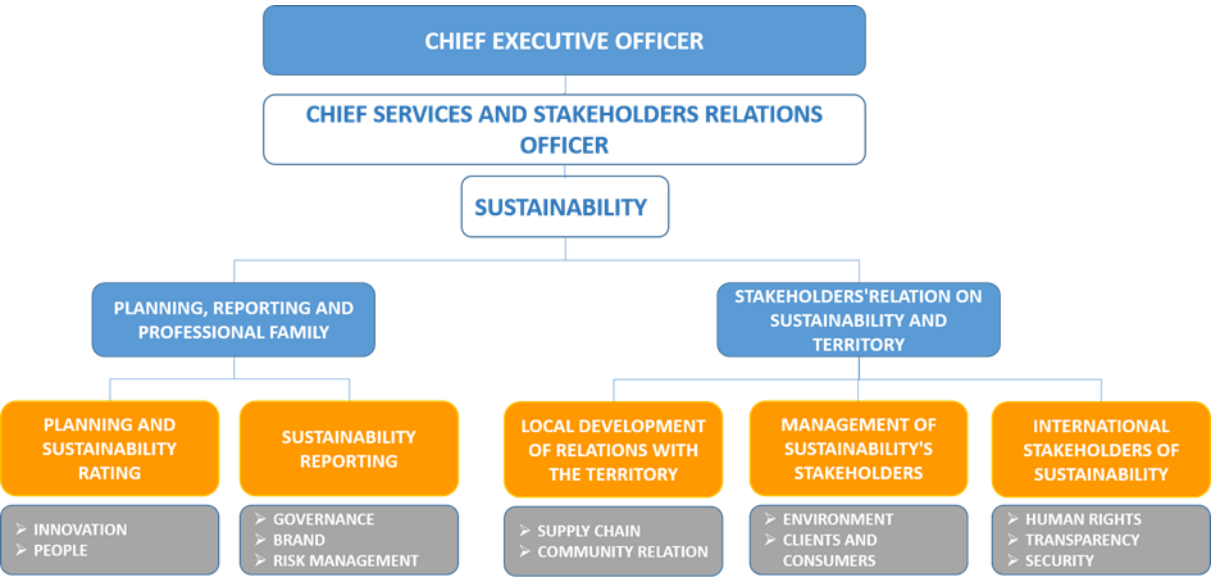 CHIEF EXECUTIVE OFFICER
CHIEF SERVICES AND STAKEHOLDERS RELATIONS
OFFICER
SUSTAINABILITY
PLANNING, REPORTING AND
PROFESSIONAL FAMILY
STAKEHOLDERS'RELATION ON
SUSTAINABILITY AND
TERRITORY
PLANNING AND
SUSTAINABILITY
RATING
SUSTAINABILITY
REPORTING
LOCAL DEVELOPMENT
OF RELATIONS WITH
THE TERRITORY
MANAGEMENT OF
SUSTAINABILITY'S
STAKEHOLDERS
INTERNATIONAL
STAKEHOLDERS OF
SUSTAINABILITY
➢ INNOVATION
➢ PEOPLE
➢ GOVERNANCE
➢ BRAND
➢ RISK MANAGEMENT
➢ SUPPLY CHAIN
➢ COMMUNITY RELATION
➢ ENVIRONMENT
➢ CLIENTS AND
CONSUMERS
➢ HUMAN RIGHTS
➢ TRANSPARENCY
➢ SECURITY